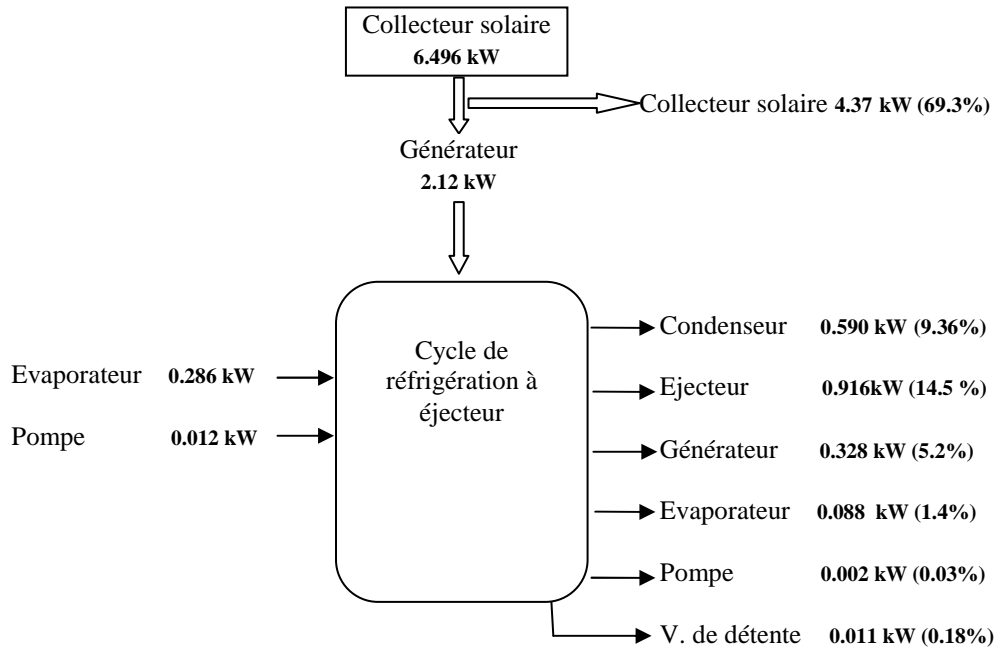 Collecteur solaire
6.496 kW
Collecteur solaire 4.37 kW (69.3%)
Générateur
2.12 kW
Cycle de
réfrigération à
éjecteur
Evaporateur 0.286 kW
Pompe 0.012 kW
Condenseur 0.590 kW (9.36%)
Ejecteur 0.916kW (14.5 %)
Générateur 0.328 kW (5.2%)
Evaporateur 0.088 kW (1.4%)
Pompe 0.002 kW (0.03%)
V. de détente 0.011 kW (0.18%)